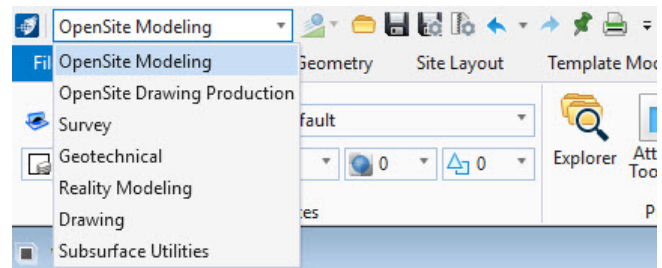 OpenSite Modeling
Fil
OpenSite Modeling
Geometry
Site Layout
Template Mod
OpenSite Drawing Production
Survey
fault
Geotechnical
0
0
Explorer
Att
Too
Reality Modeling
Drawing
es
P
Subsurface Utilities